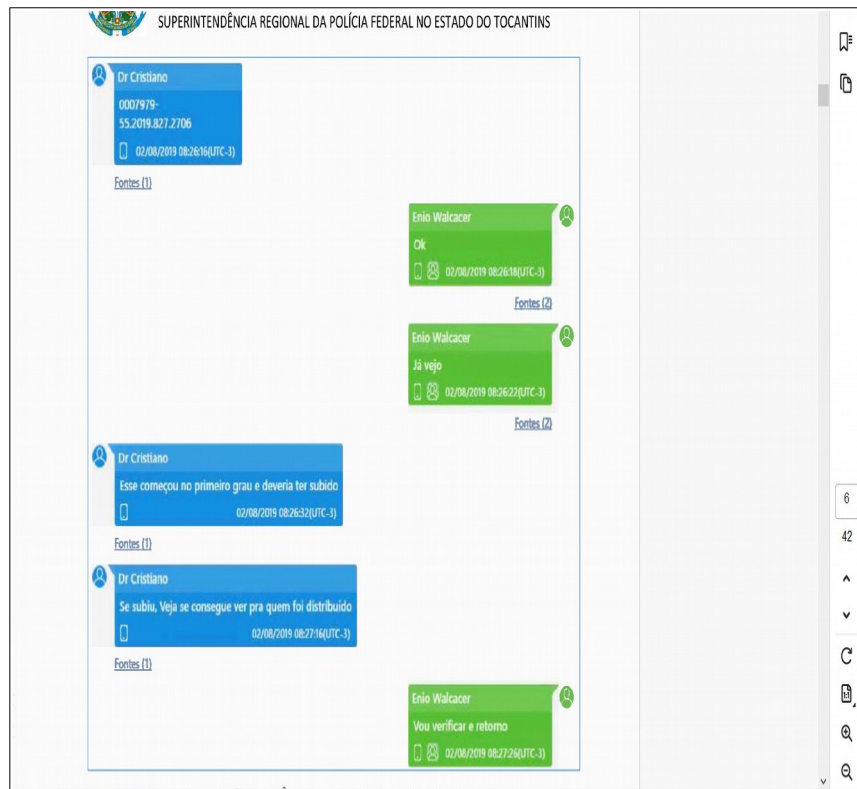 SUPERINTENDÊNCIA REGIONAL DA POLÍCIA FEDERAL NO ESTADO DO TOCANTINS
Dr Cristiano
0007979-
55.2019.827.2706
02/08/2019 08:26:16(UTC-3)
Fontes (1)
Enio Walcacer
Ok
02/08/2019 08:26:18(UTC-3)
Fontes (2)
Enio Walcacer
Já vejo
02/08/2019 08:26:22(UTC-3)
Fontes (2)
Dr Cristiano
Esse começou no primeiro grau e deveria ter subido
02/08/2019 08:26:32(UTC-3)
Fontes (1)
Dr Cristiano
Se subiu, Veja se consegue ver pra quem foi distribuído
02/08/2019 08:27:16(UTC-3)
Fontes (1)
Enio Walcacer
Vou verificar e retorno
02/08/2019 08:27:26(UTC-3)
6
42